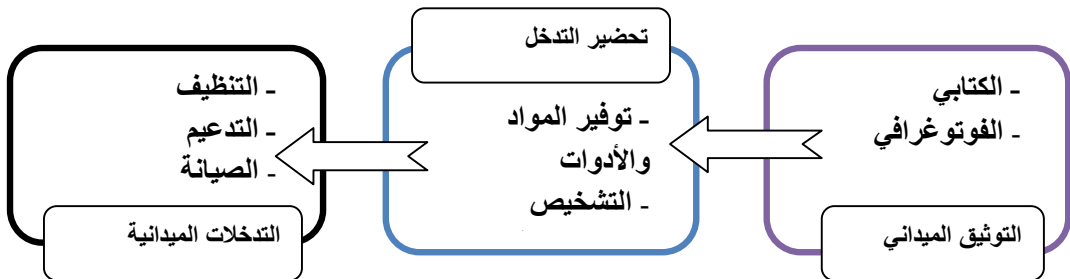 - الكتابي
- الفوتوغرافي
التوثيق الميداني
تحضير التدخل
- توفير المواد
والأدوات
- التشخيص
- التنظيف
- التدعيم
- الصيانة
التدخلات الميدانية